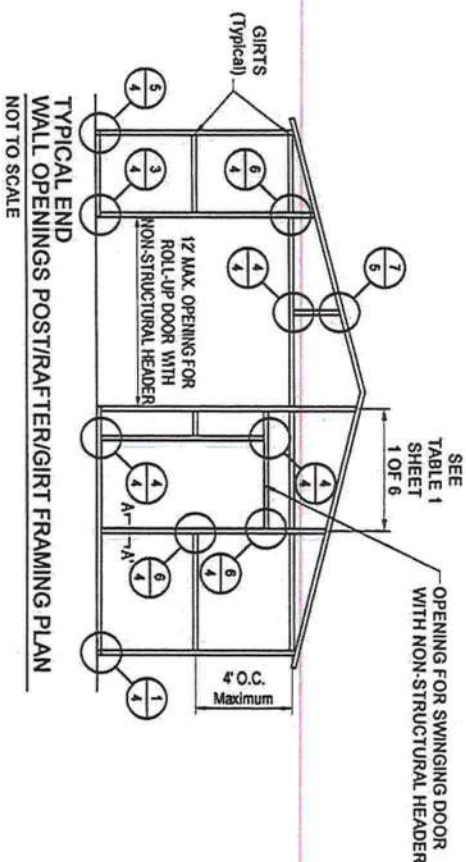 SEE
TABLE 1
SHEET
1 OF 6
OPENING FOR SWINGING DOOR
WITH NON-STRUCTURAL HEADER
GIRTS
(Typical)
7
5
6
4
4
4
4
4
6
4
12' MAX. OPENING FOR
ROLL-UP DOOR WITH
NON-STRUCTURAL HEADER
4' O.C.
Maximum
3
4
5
4
4
4
A
A'
6
4
1
4
TYPICAL END
WALL OPENINGS POST/RAFTER/GIRT FRAMING PLAN
NOT TO SCALE